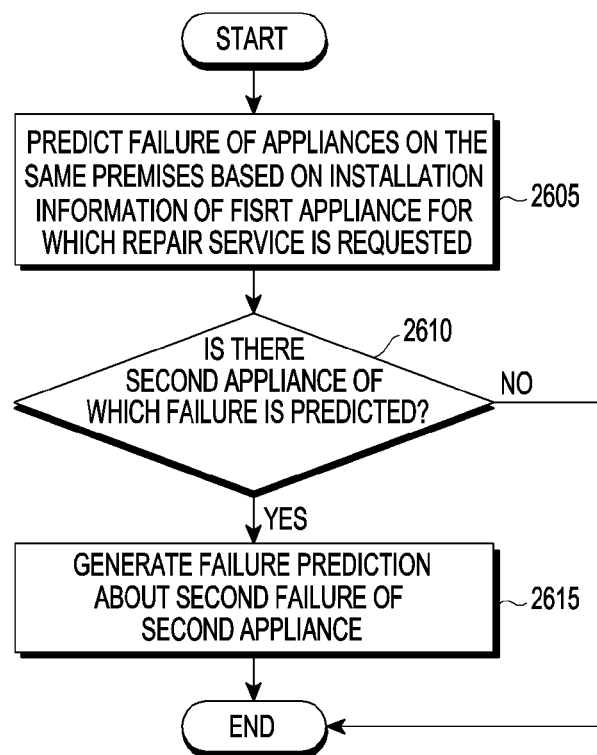 START
PREDICT FAILURE OF APPLIANCES ON THE
SAME PREMISES BASED ON INSTALLATION
INFORMATION OF FISRT APPLIANCE FOR
WHICH REPAIR SERVICE IS REQUESTED
2605
2610
IS THERE
SECOND APPLIANCE OF
WHICH FAILURE IS PREDICTED?
NO
YES
GENERATE FAILURE PREDICTION
ABOUT SECOND FAILURE OF
SECOND APPLIANCE
2615
END